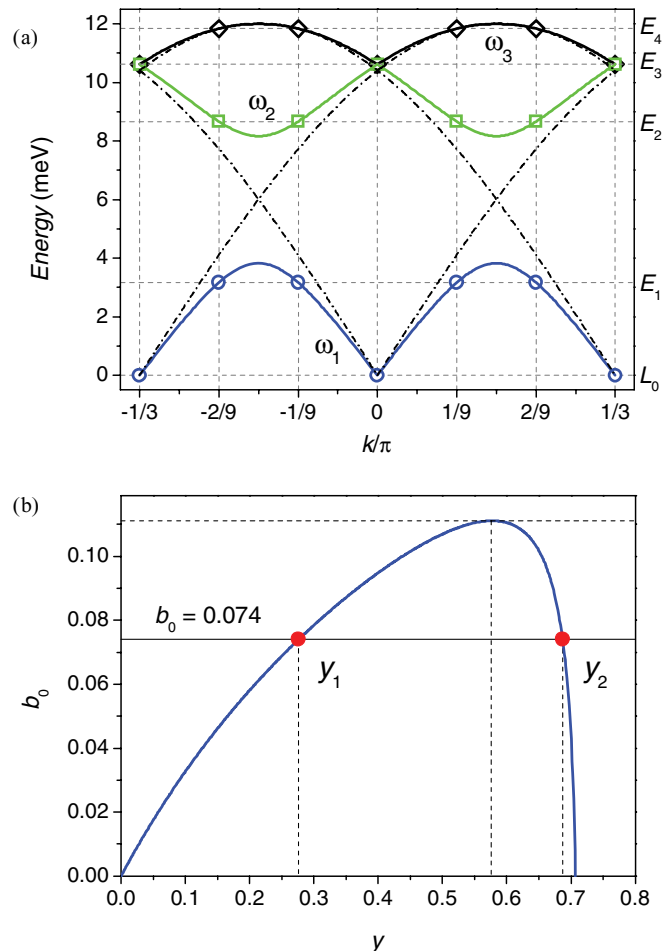 (a)
12
10
8
6
4
2
0
Energy (meV)
ω3
ω2
ω1
E4
E3
E2
E1
L0
-1/3 -2/9 -1/9 0 1/9 2/9 1/3
k/π
(b)
0.10
0.08
0.06
0.04
0.02
0.00
b0
b0 = 0.074
y1
y2
0.0 0.1 0.2 0.3 0.4 0.5 0.6 0.7 0.8
y